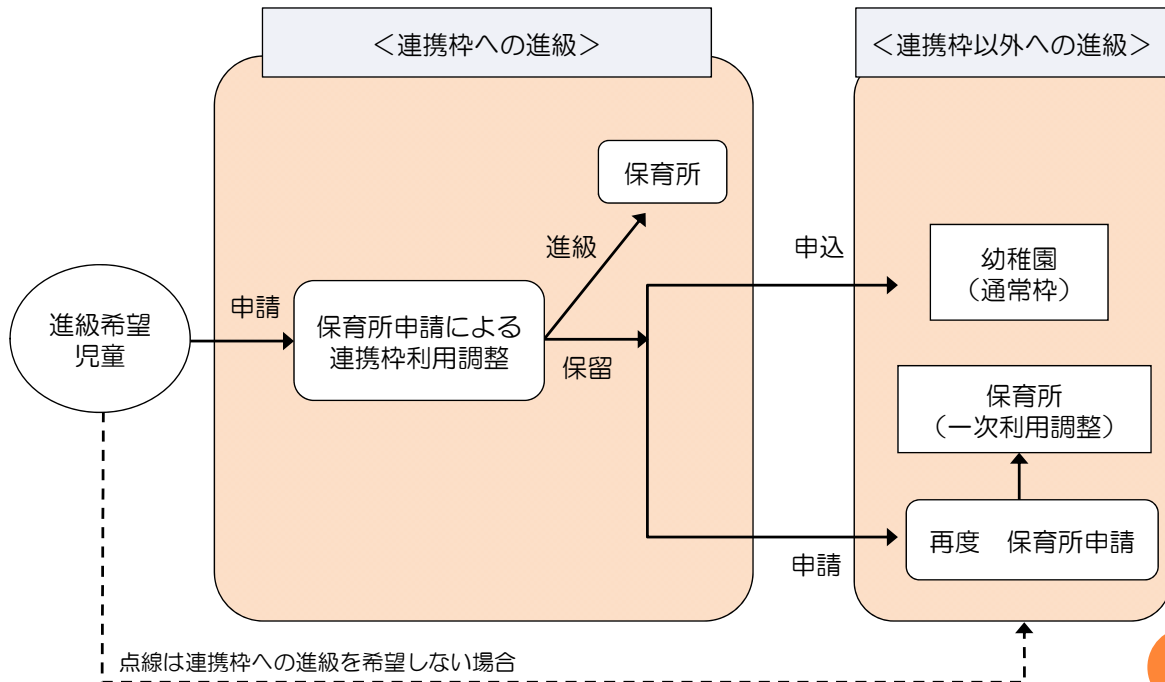 ＜連携枠への進級＞
＜連携枠以外への進級＞
保育所
進級
申込
幼稚園
（通常枠）
進級希望
児童
申請
保育所申請による
連携枠利用調整
保留
保育所
（一次利用調整）
再度　保育所申請
申請
点線は連携枠への進級を希望しない場合